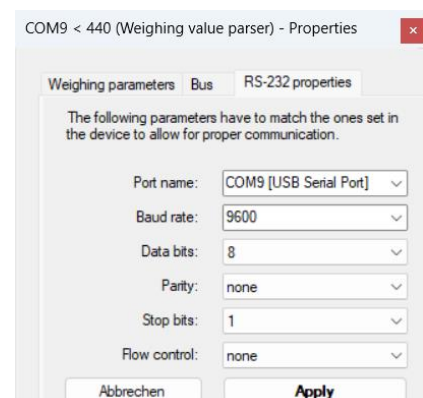 COM9 < 440 (Weighing value parser) - Properties
Weighing parameters Bus RS-232 properties
The following parameters have to match the ones set in
the device to allow for proper communication.
Port name: COM9 [USB Serial Port]
Baud rate: 9600
Data bits: 8
Parity: none
Stop bits: 1
Flow control: none
Abbrechen Apply